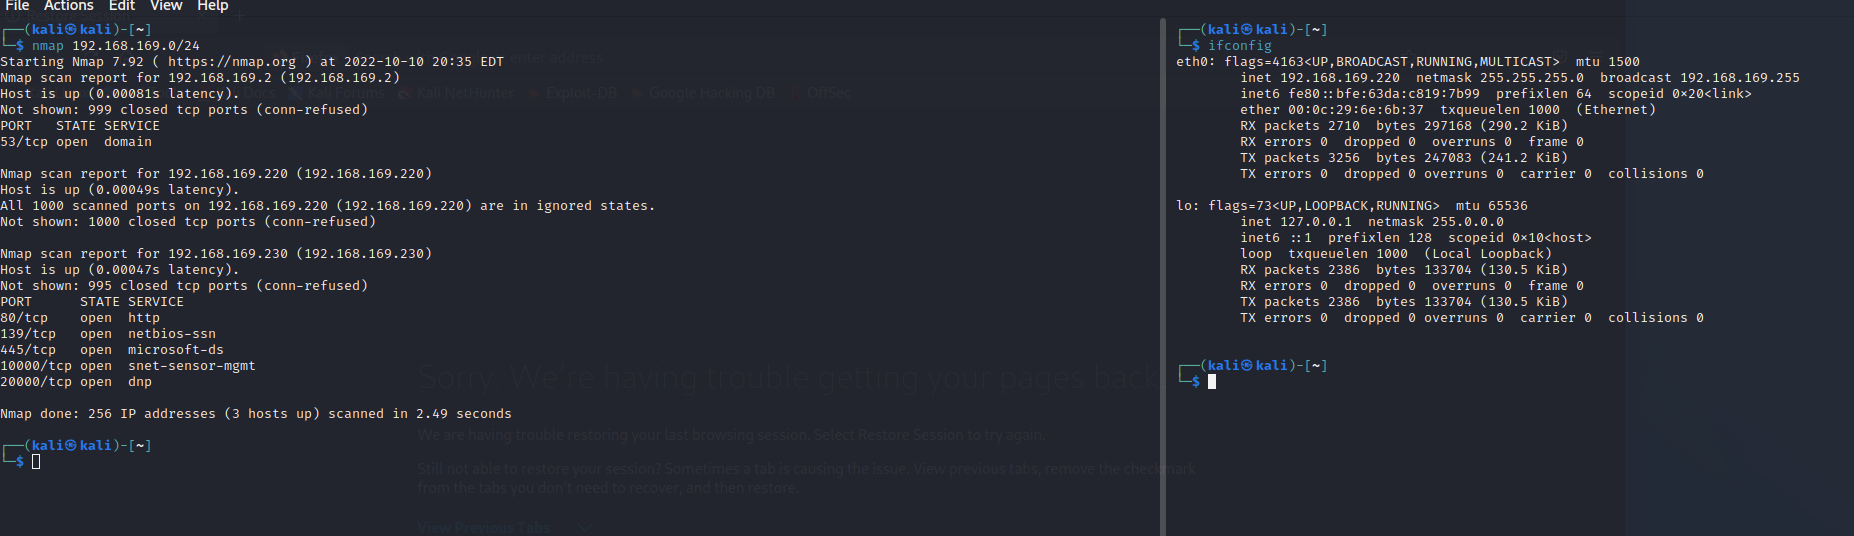 File Actions Edit View Help
┌──(kali㉿kali)-[~]
└─$ nmap 192.168.169.0/24
Starting Nmap 7.92 ( https://nmap.org ) at 2022-10-10 20:35 EDT
Nmap scan report for 192.168.169.2 (192.168.169.2)
Host is up (0.00081s latency).
Not shown: 999 closed tcp ports (conn-refused)
PORT   STATE SERVICE
53/tcp open  domain
Nmap scan report for 192.168.169.220 (192.168.169.220)
Host is up (0.00049s latency).
All 1000 scanned ports on 192.168.169.220 (192.168.169.220) are in ignored states.
Not shown: 1000 closed tcp ports (conn-refused)
Nmap scan report for 192.168.169.230 (192.168.169.230)
Host is up (0.00047s latency).
Not shown: 995 closed tcp ports (conn-refused)
PORT      STATE SERVICE
80/tcp    open  http
139/tcp   open  netbios-ssn
445/tcp   open  microsoft-ds
10000/tcp open  snet-sensor-mgmt
20000/tcp open  dnp
Nmap done: 256 IP addresses (3 hosts up) scanned in 2.49 seconds
┌──(kali㉿kali)-[~]
└─$
┌──(kali㉿kali)-[~]
└─$ ifconfig
eth0: flags=4163<UP,BROADCAST,RUNNING,MULTICAST>  mtu 1500
inet 192.168.169.220  netmask 255.255.255.0  broadcast 192.168.169.255
inet6 fe80::bfe:63da:c819:7b99  prefixlen 64  scopeid 0×20<link>
ether 00:0c:29:6e:6b:37  txqueuelen 1000  (Ethernet)
RX packets 2710  bytes 297168 (290.2 KiB)
RX errors 0  dropped 0  overruns 0  frame 0
TX packets 3256  bytes 247083 (241.2 KiB)
TX errors 0  dropped 0 overruns 0  carrier 0  collisions 0
lo: flags=73<UP,LOOPBACK,RUNNING>  mtu 65536
inet 127.0.0.1  netmask 255.0.0.0
inet6 ::1  prefixlen 128  scopeid 0×10<host>
loop  txqueuelen 1000  (Local Loopback)
RX packets 2386  bytes 133704 (130.5 KiB)
RX errors 0  dropped 0  overruns 0  frame 0
TX packets 2386  bytes 133704 (130.5 KiB)
TX errors 0  dropped 0 overruns 0  carrier 0  collisions 0
┌──(kali㉿kali)-[~]
└─$
enter address
Docs Kali Forums Kali NetHunter Exploit-DB Google Hacking DB OffSec
Sorry. We're having trouble getting your pages back.
We are having trouble restoring your last browsing session. Select Restore Session to try again.
Still not able to restore your session? Sometimes a tab is causing the issue. View previous tabs, remove the checkmark
from the tabs you don't need to recover, and then restore.
View Previous Tabs